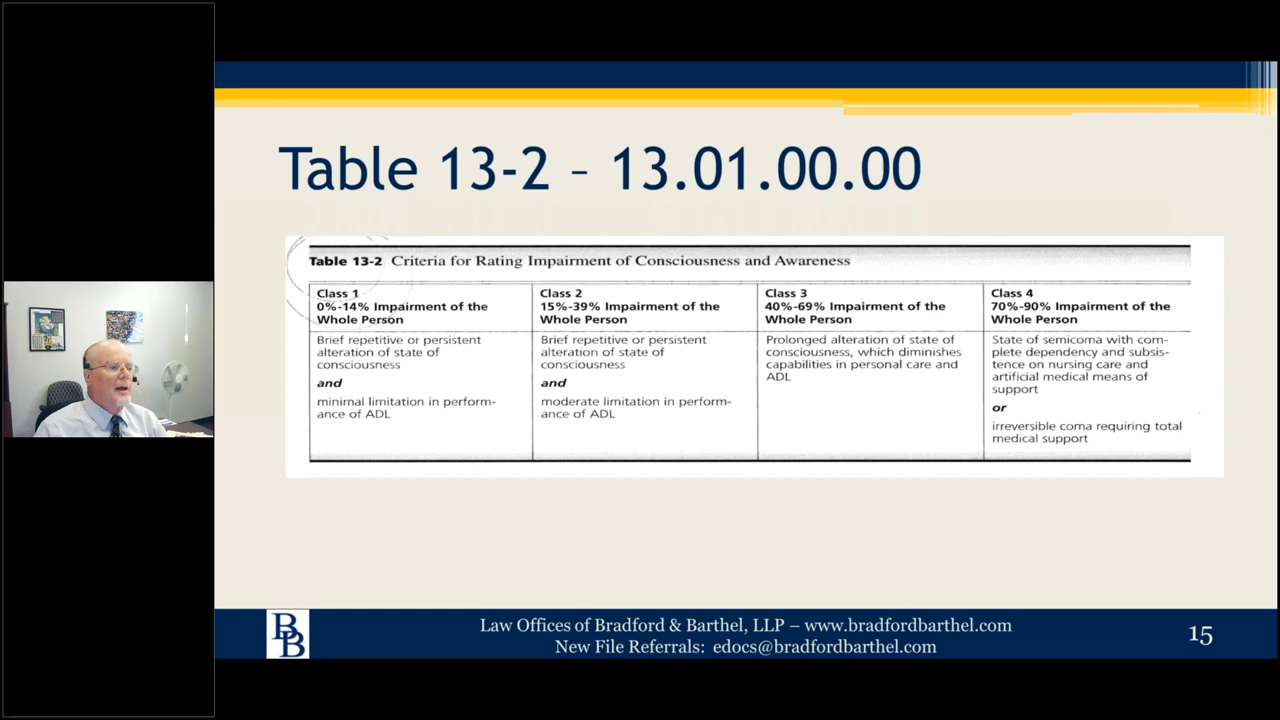 Table 13-2 – 13.01.00.00
Table 13-2 Criteria for Rating Impairment of Consciousness and Awareness
Class 1
0%-14% Impairment of the
Whole Person
Brief repetitive or persistent
alteration of state of
consciousness
and
minimal limitation in perform-
ance of ADL
Class 2
15%-39% Impairment of the
Whole Person
Brief repetitive or persistent
alteration of state of
consciousness
and
moderate limitation in perform-
ance of ADL
Class 3
40%-69% Impairment of the
Whole Person
Prolonged alteration of state of
consciousness, which diminishes
capabilities in personal care and
ADL
Class 4
70%-90% Impairment of the
Whole Person
State of semicoma with com-
plete dependency and subsis-
tence on nursing care and
artificial medical means of
support
or
irreversible coma requiring total
medical support
BB
Law Offices of Bradford & Barthel, LLP – www.bradfordbarthel.com
New File Referrals: edocs@bradfordbarthel.com
15